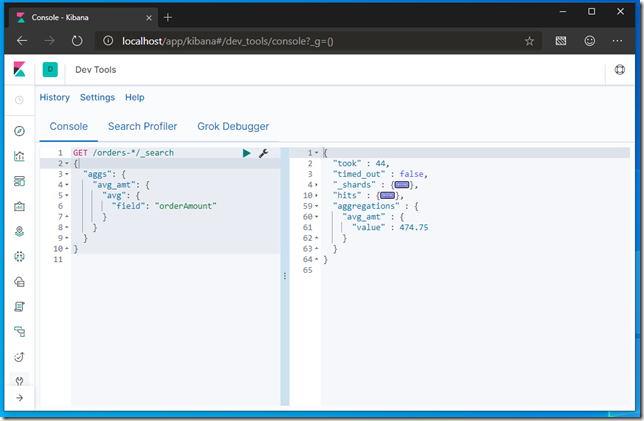 Console - Kibana
localhost/app/kibana#/dev_tools/console?_g=()
D
Dev Tools
History Settings Help
Console Search Profiler Grok Debugger
1 GET /orders-*/_search
2 {
3 "aggs": {
4 "avg_amt": {
5 "avg": {
6 "field": "orderAmount"
7 }
8 }
9 }
10 }
11
1 {
2 "took" : 44,
3 "timed_out" : false,
4 "_shards" : {},
5 "hits" : {},
59 "aggregations" : {
60 "avg_amt" : {
61 "value" : 474.75
62 }
63 }
64 }
65